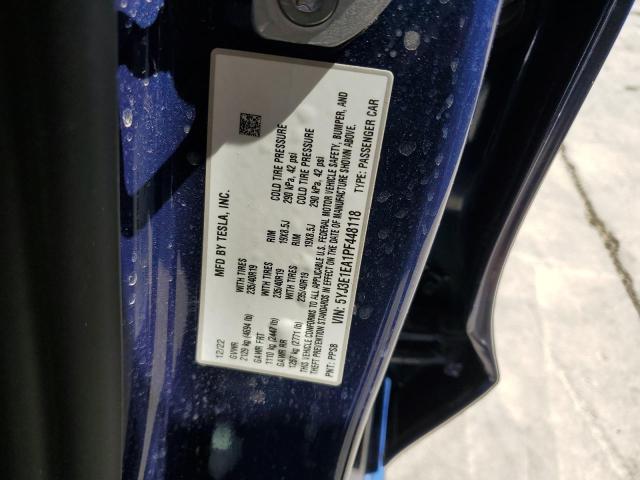 MFD BY TESLA, INC.
12/22
GVWR
2129 kg (4694 lb)
GAWR FRT WITH TIRES RIM COLD TIRE PRESSURE
1110 kg (2447 lb) 235/40R19 19X8.5J 290 kPa, 42 psi
GAWR RR WITH TIRES RIM COLD TIRE PRESSURE
1257 kg (2771 lb) 235/40R19 19X8.5J 290 kPa, 42 psi
THIS VEHICLE CONFORMS TO ALL APPLICABLE U.S. FEDERAL MOTOR VEHICLE SAFETY, BUMPER, AND
THEFT PREVENTION STANDARDS IN EFFECT ON THE DATE OF MANUFACTURE SHOWN ABOVE.
VIN: 5YJ3E1EA1PF448118 TYPE: PASSENGER CAR
PNT: PPSB